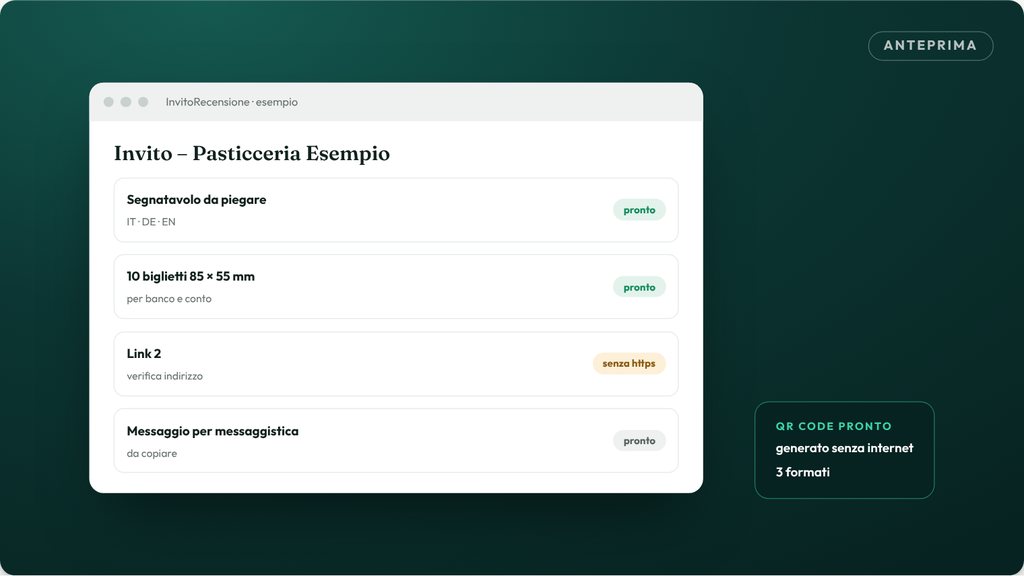 ANTEPRIMA
InvitoRecensione · esempio
Invito – Pasticceria Esempio
Segnatavolo da piegare
pronto
IT · DE · EN
10 biglietti 85 × 55 mm
pronto
per banco e conto
Link 2
senza https
verifica indirizzo
Messaggio per messaggistica
pronto
da copiare
QR CODE PRONTO
generato senza internet
3 formati